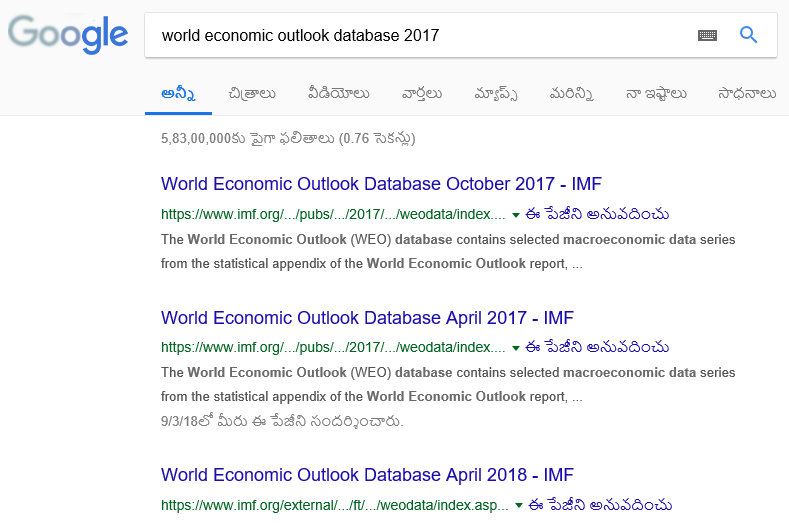 Google
world economic outlook database 2017
అన్నీ చిత్రాలు వీడియోలు వార్తలు మ్యాప్స్ మరిన్ని నా ఇష్టాలు సాధనాలు
5,83,00,000కు పైగా ఫలితాలు (0.76 సెకన్లు)
World Economic Outlook Database October 2017 - IMF
https://www.imf.org/.../pubs/.../2017/.../weodata/index.... ▼ ఈ పేజీని అనువదించు
The World Economic Outlook (WEO) database contains selected macroeconomic data series
from the statistical appendix of the World Economic Outlook report, ...
World Economic Outlook Database April 2017 - IMF
https://www.imf.org/.../pubs/.../2017/.../weodata/index.... ▼ ఈ పేజీని అనువదించు
The World Economic Outlook (WEO) database contains selected macroeconomic data series
from the statistical appendix of the World Economic Outlook report, ...
9/3/18లో మీరు ఈ పేజీని సందర్శించారు.
World Economic Outlook Database April 2018 - IMF
https://www.imf.org/external/.../ft/.../weodata/index.asp... ▼ ఈ పేజీని అనువదించు